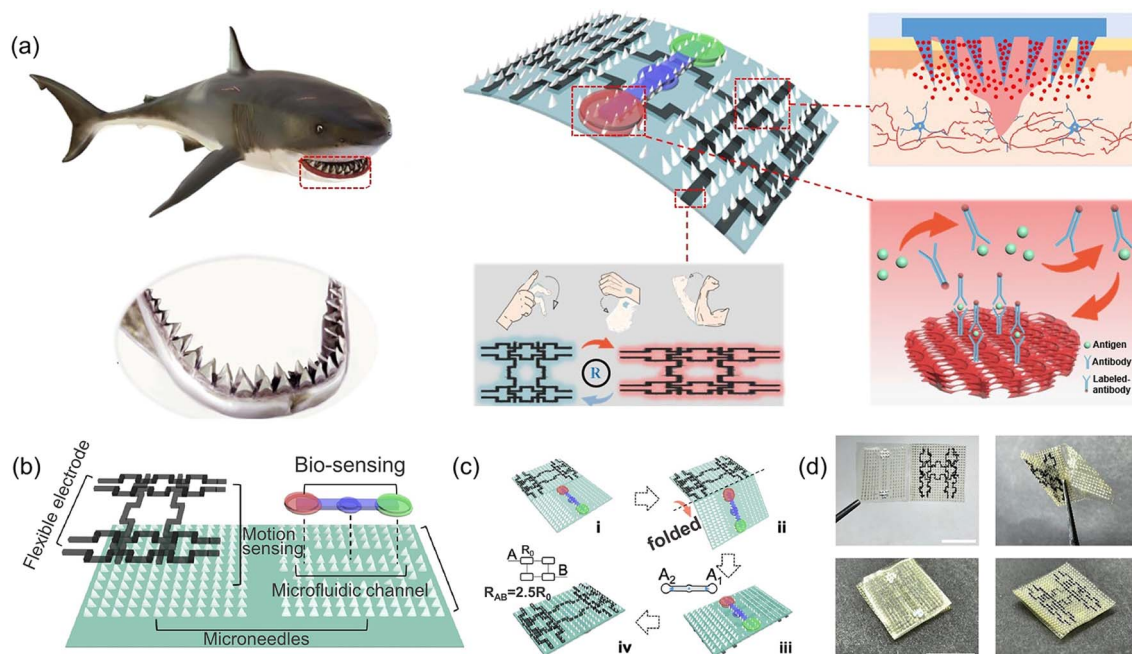 (a)
R
Antigen
Antibody
Labeled-
antibody
(b)
Flexible electrode
Bio-sensing
Motion
sensing
Microfluidic channel
Microneedles
(c)
i
ii
folded
A R₀
B
R_AB=2.5R₀
A₂ A₁
iv
iii
(d)